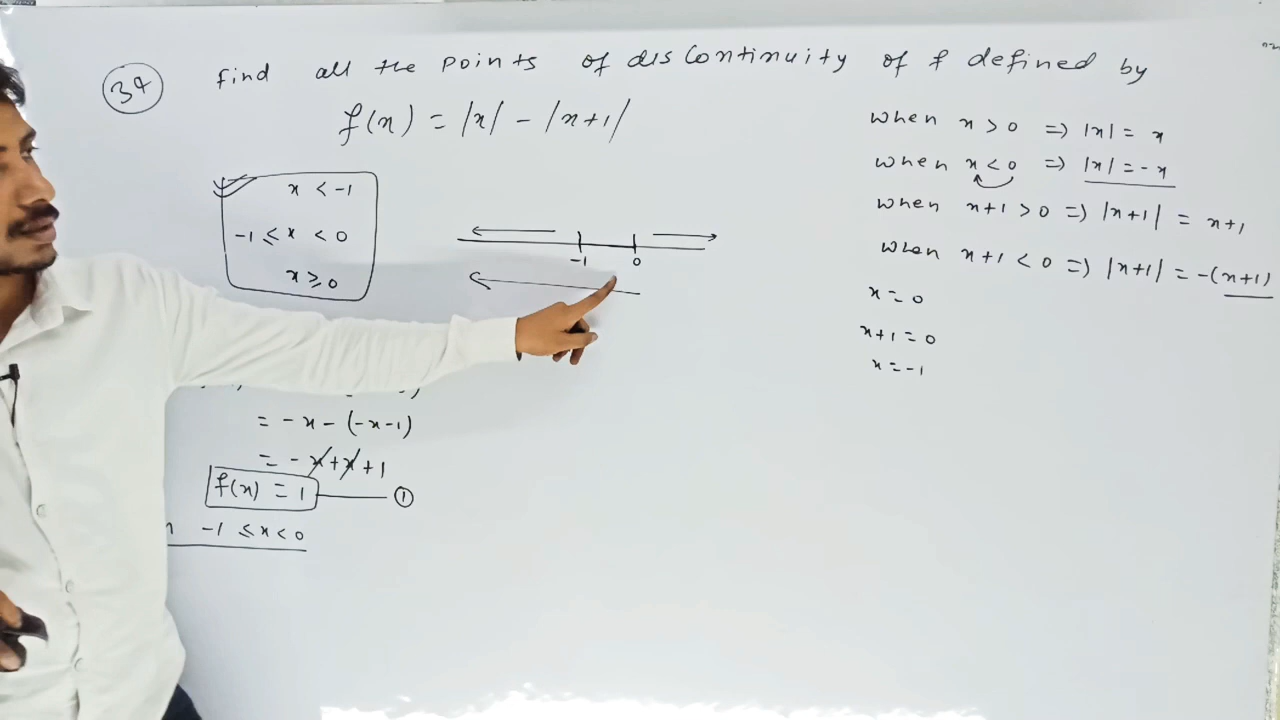 34
find all the points of discontinuity of f defined by
f(x) = |x| - |x+1|
x < -1
-1 ≤ x < 0
x ≥ 0
-1 0
when x > 0 ⇒ |x| = x
when x < 0 ⇒ |x| = -x
when x+1 > 0 ⇒ |x+1| = x+1
when x+1 < 0 ⇒ |x+1| = -(x+1)
x = 0
x+1 = 0
x = -1
= -x - (-x-1)
= -x+x+1
f(x) = 1 ①
-1 ≤ x < 0